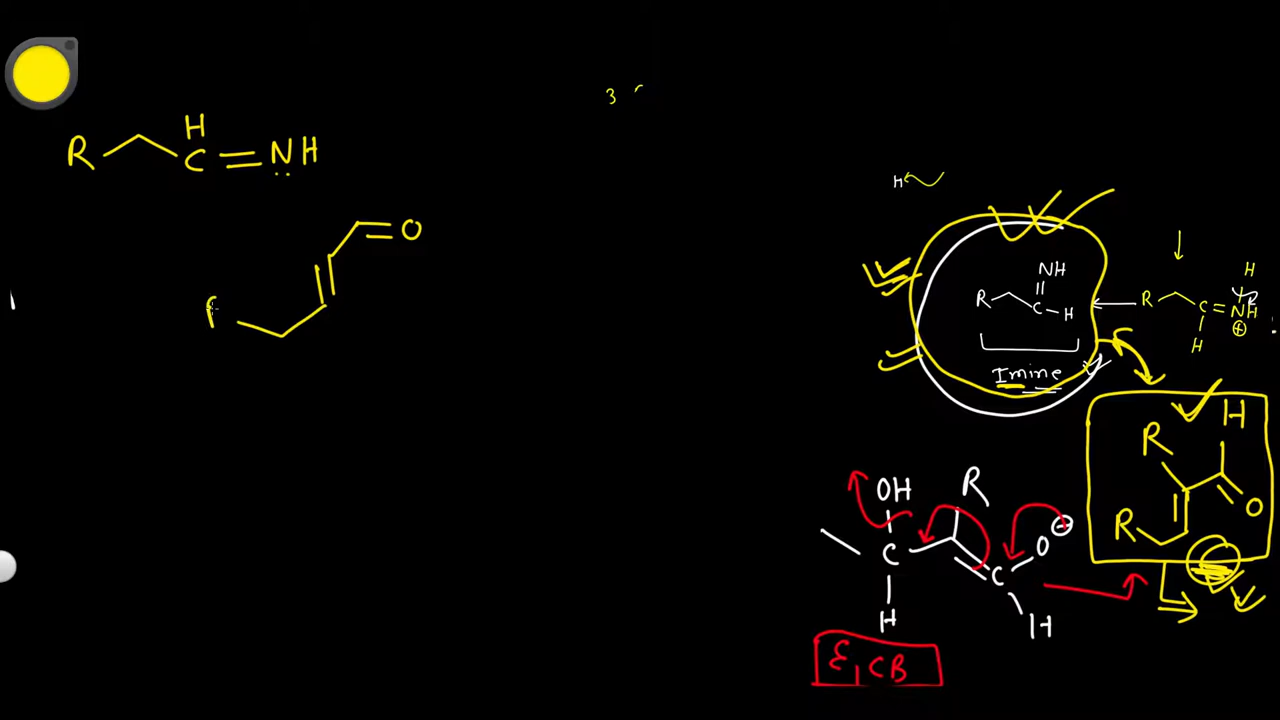 3
H
R C = NH
H
O
NH
R C - H
Imine
H
R C = NH
⊕
H
H
R
R O
OH R
C C O ⊖
H H
E1CB